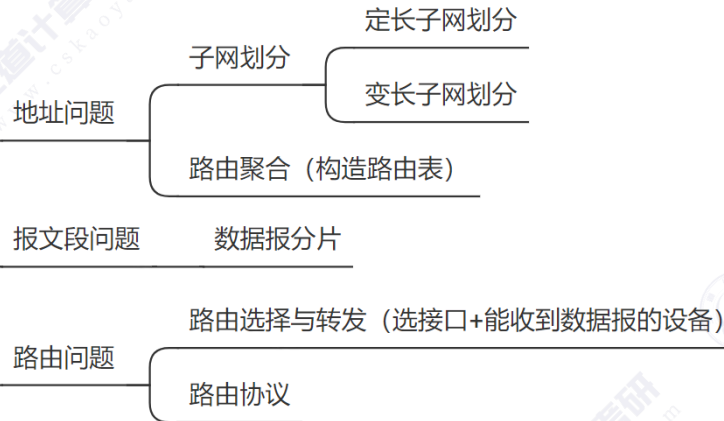 定长子网划分
子网划分
变长子网划分
地址问题
路由聚合（构造路由表）
报文段问题
数据报分片
路由选择与转发（选接口+能收到数据报的设备）
路由问题
路由协议